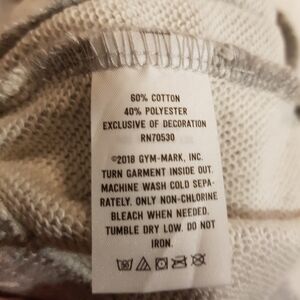 60% COTTON
40% POLYESTER
EXCLUSIVE OF DECORATION
RN70530
©2018 GYM-MARK, INC.
TURN GARMENT INSIDE OUT.
MACHINE WASH COLD SEPA-
RATELY. ONLY NON-CHLORINE
BLEACH WHEN NEEDED.
TUMBLE DRY LOW. DO NOT
IRON.